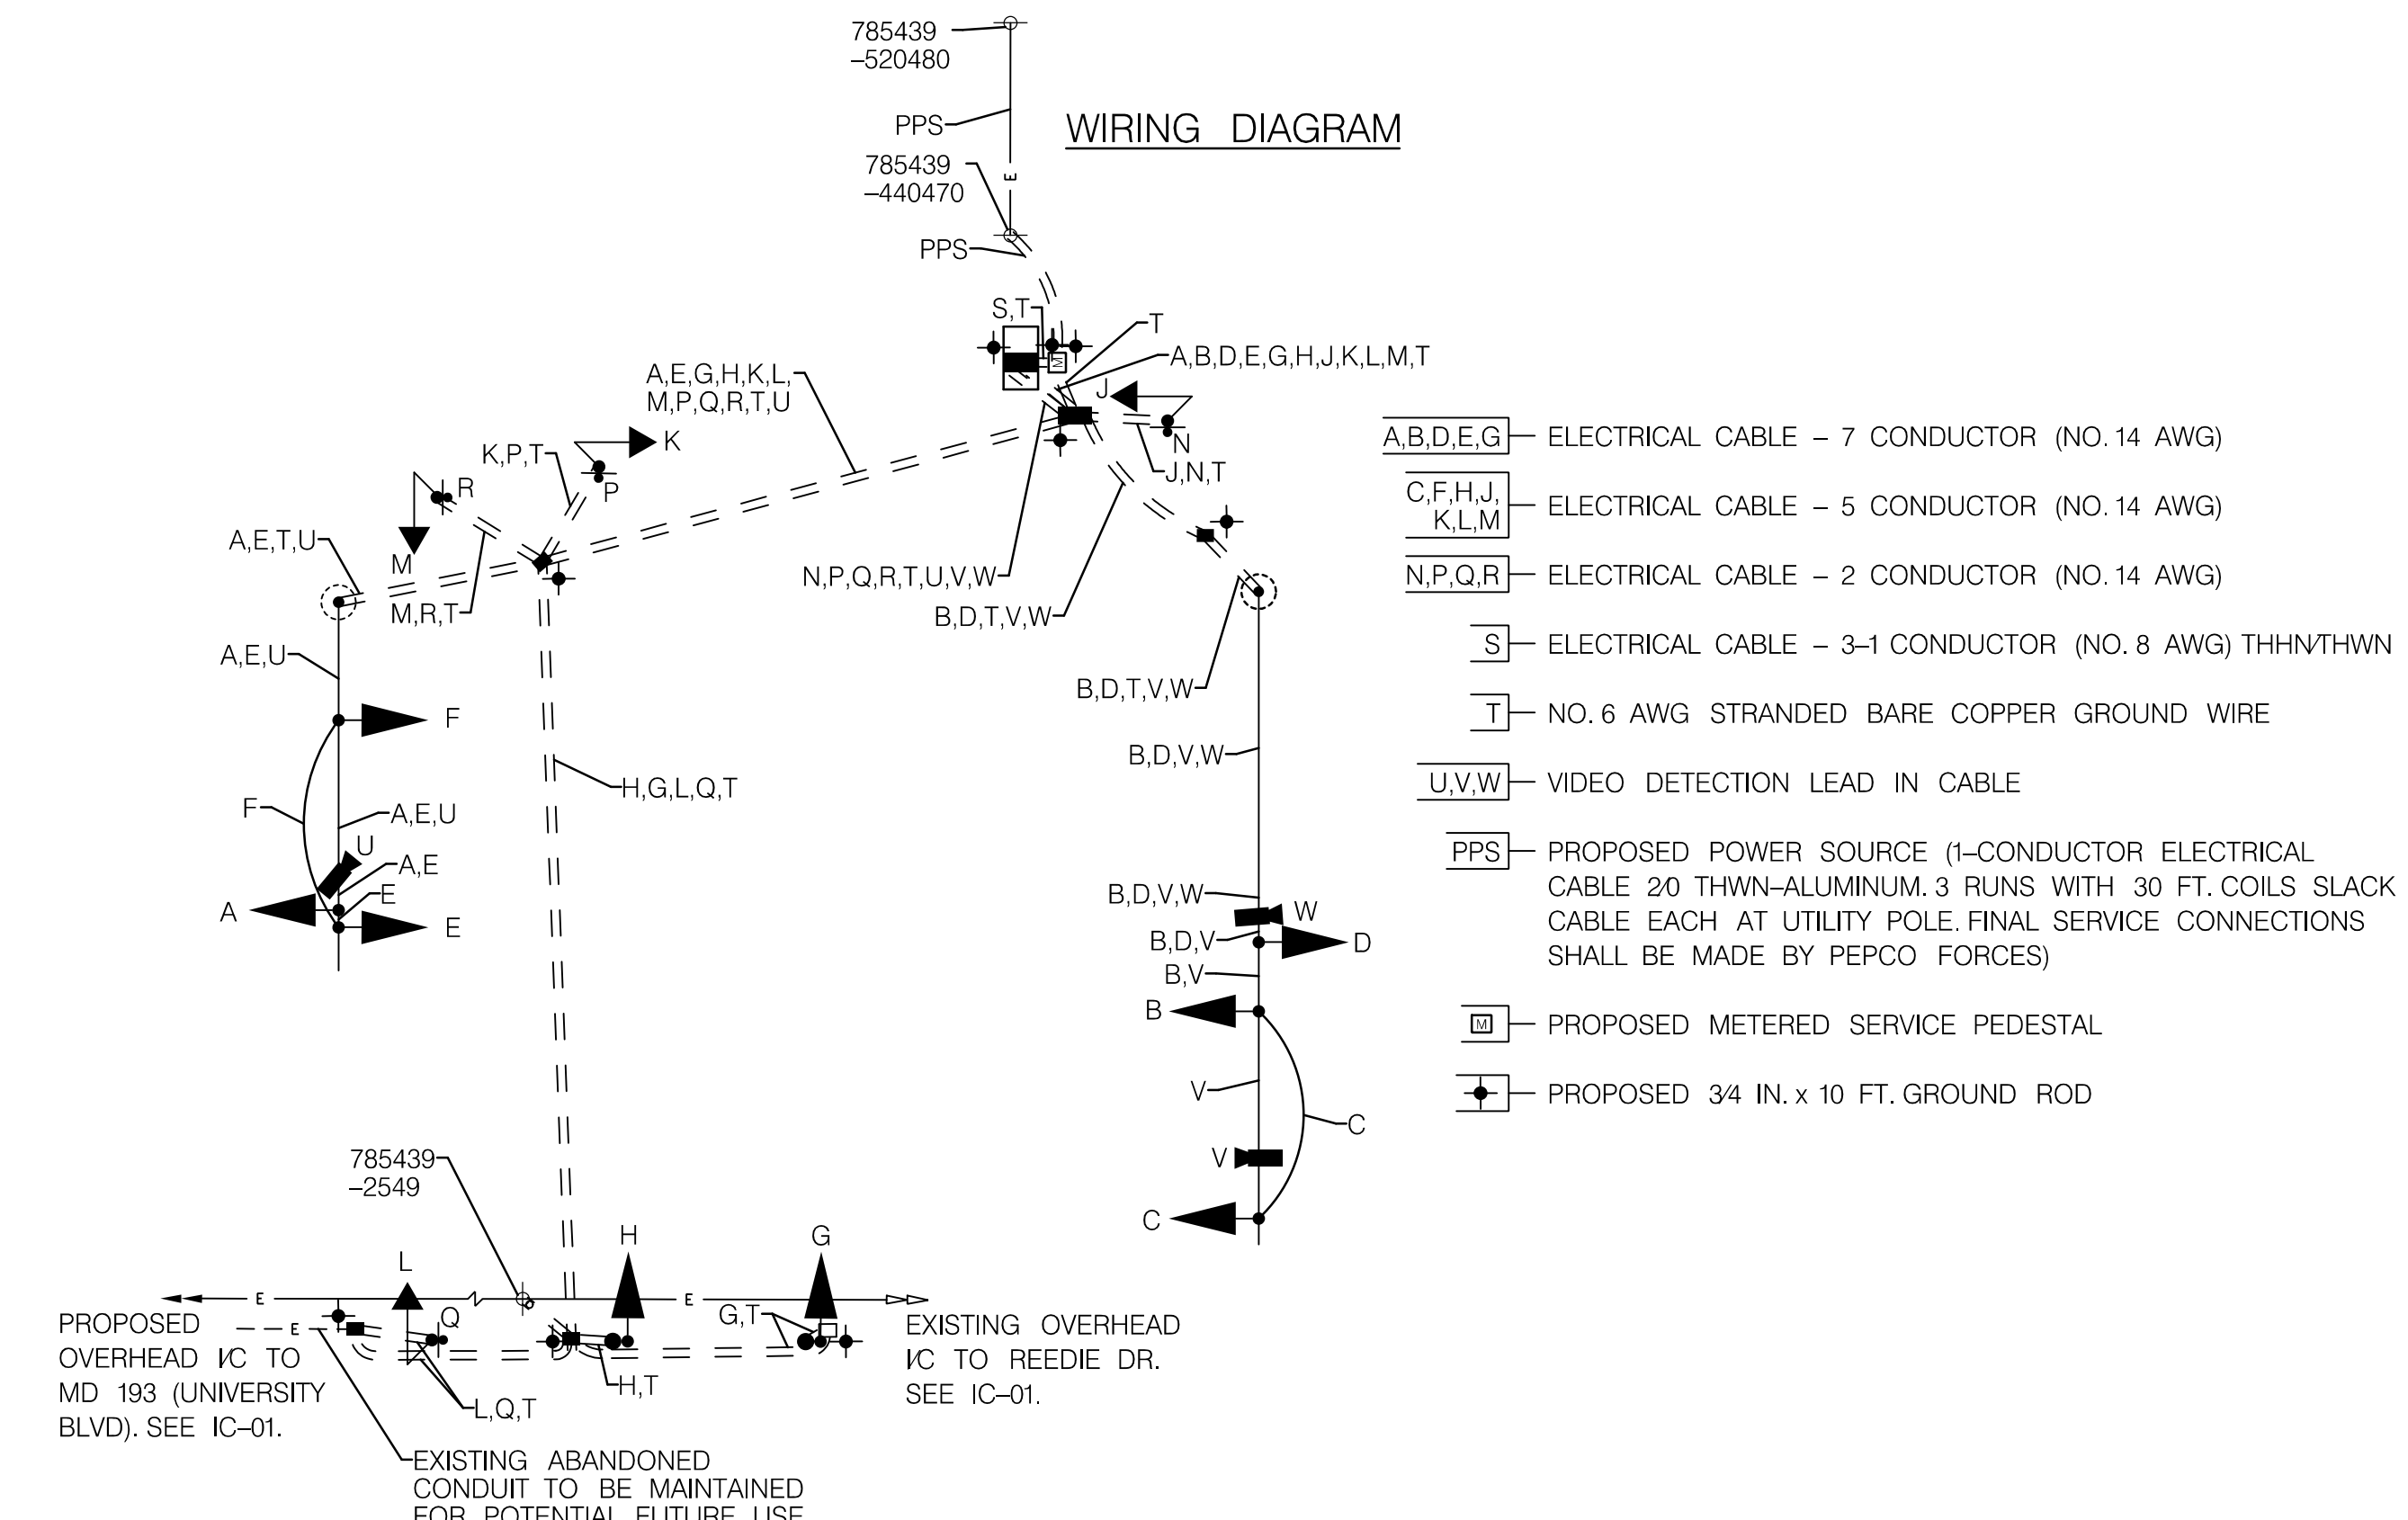 785439
–520480
PPS
WIRING DIAGRAM
785439
–440470
E
PPS
S,T
T
M
A,B,D,E,G,H,J,K,L,M,T
A,E,G,H,K,L,
M,P,Q,R,T,U
J
K
K,P,T
N
J,N,T
R
P
A,E,T,U
M
M,R,T
N,P,Q,R,T,U,V,W
B,D,T,V,W
A,E,U
B,D,T,V,W
F
B,D,V,W
H,G,L,Q,T
F
A,E,U
U
A,E
E
A
E
B,D,V,W
W
B,D,V
D
B,V
B
V
C
V
C
785439
–2549
H
G
L
E
E
Q
G,T
E
H,T
L,Q,T
PROPOSED
OVERHEAD I/C TO
MD 193 (UNIVERSITY
BLVD). SEE IC–01.
EXISTING OVERHEAD
I/C TO REEDIE DR.
SEE IC–01.
EXISTING ABANDONED
CONDUIT TO BE MAINTAINED
FOR POTENTIAL FUTURE USE
A,B,D,E,G ELECTRICAL CABLE – 7 CONDUCTOR (NO. 14 AWG)
C,F,H,J,
K,L,M ELECTRICAL CABLE – 5 CONDUCTOR (NO. 14 AWG)
N,P,Q,R ELECTRICAL CABLE – 2 CONDUCTOR (NO. 14 AWG)
S ELECTRICAL CABLE – 3–1 CONDUCTOR (NO. 8 AWG) THHN/THWN
T NO. 6 AWG STRANDED BARE COPPER GROUND WIRE
U,V,W VIDEO DETECTION LEAD IN CABLE
PPS PROPOSED POWER SOURCE (1–CONDUCTOR ELECTRICAL
CABLE 2/0 THWN–ALUMINUM. 3 RUNS WITH 30 FT. COILS SLACK
CABLE EACH AT UTILITY POLE. FINAL SERVICE CONNECTIONS
SHALL BE MADE BY PEPCO FORCES)
M PROPOSED METERED SERVICE PEDESTAL
PROPOSED 3/4 IN. x 10 FT. GROUND ROD